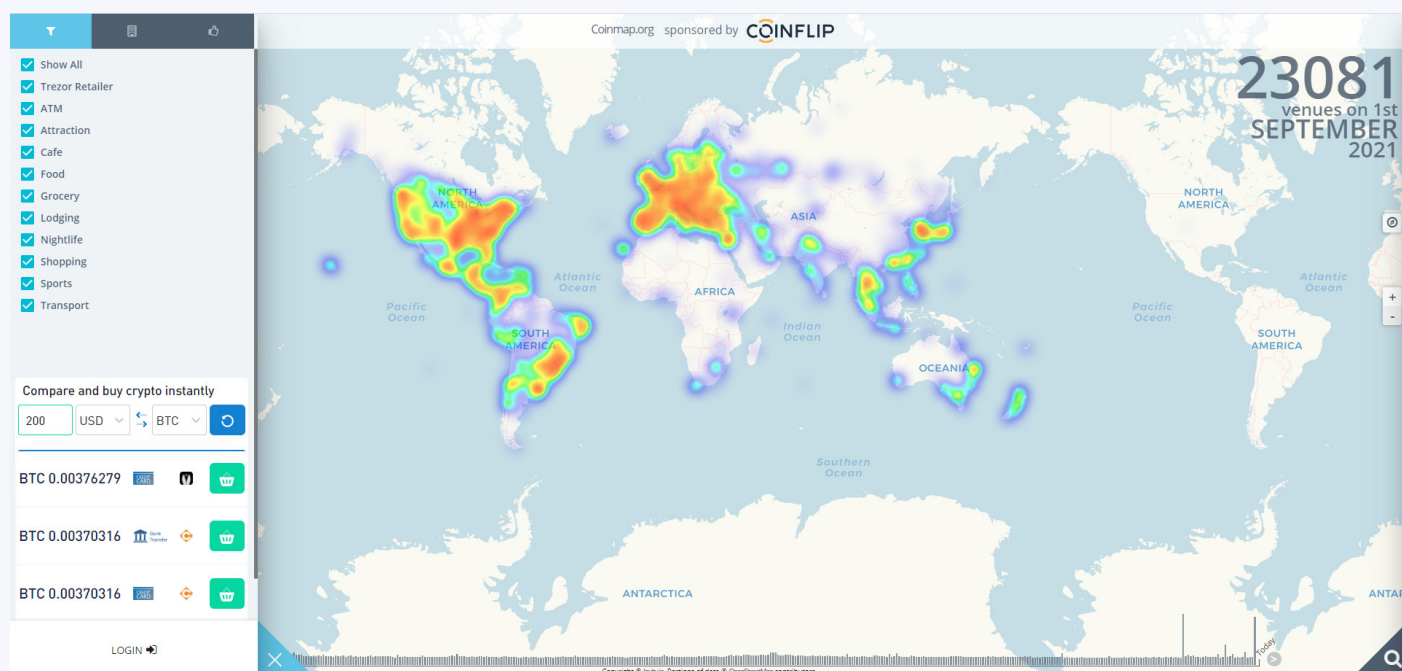 Coinmap.org sponsored by COINFLIP
23081
venues on 1st
SEPTEMBER
2021
Show All
Trezor Retailer
ATM
Attraction
Cafe
Food
Grocery
Lodging
Nightlife
Shopping
Sports
Transport
Compare and buy crypto instantly
200 USD BTC
BTC 0.00376279
BTC 0.00370316 Bank Transfer
BTC 0.00370316
LOGIN
NORTH
AMERICA
ASIA
Atlantic
Ocean
AFRICA
Pacific
Ocean
Indian
Ocean
SOUTH
AMERICA
OCEANIA
Southern
Ocean
ANTARCTICA
NORTH
AMERICA
Atlantic
Ocean
Pacific
Ocean
SOUTH
AMERICA
ANTAR
+
-
Today